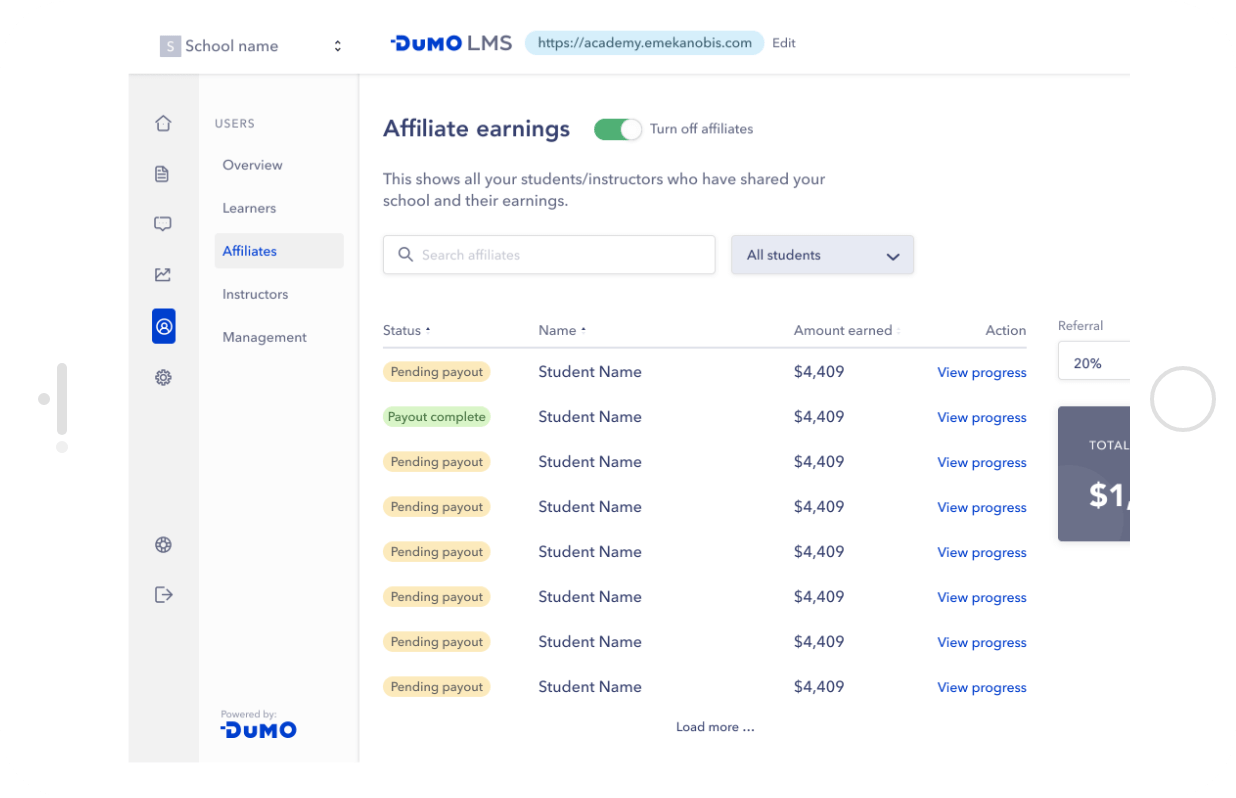 S School name
DUMO LMS https://academy.emekanobis.com Edit
USERS
Overview
Learners
Affiliates
Instructors
Management
Powered by:
DUMO
Affiliate earnings Turn off affiliates
This shows all your students/instructors who have shared your
school and their earnings.
Search affiliates All students
Status Name Amount earned Action
Pending payout Student Name $4,409 View progress
Payout complete Student Name $4,409 View progress
Pending payout Student Name $4,409 View progress
Pending payout Student Name $4,409 View progress
Pending payout Student Name $4,409 View progress
Pending payout Student Name $4,409 View progress
Pending payout Student Name $4,409 View progress
Pending payout Student Name $4,409 View progress
Load more ...
Referral
20%
TOTAL
$1,